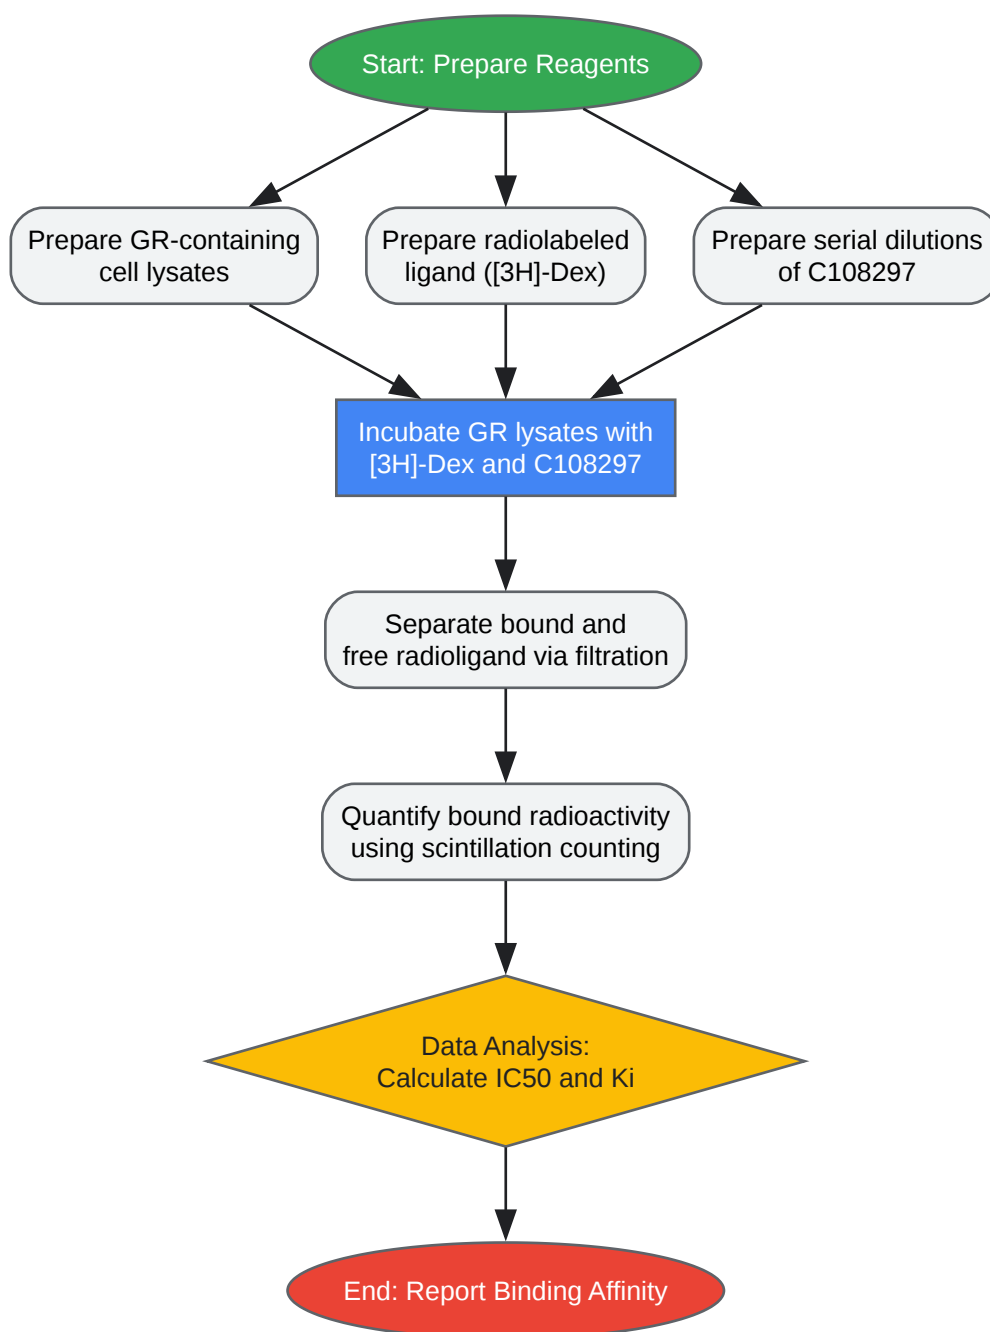 Start: Prepare Reagents
Prepare GR-containing
cell lysates
Prepare radiolabeled
ligand ([3H]-Dex)
Prepare serial dilutions
of C108297
Incubate GR lysates with
[3H]-Dex and C108297
Separate bound and
free radioligand via filtration
Quantify bound radioactivity
using scintillation counting
Data Analysis:
Calculate IC50 and Ki
End: Report Binding Affinity